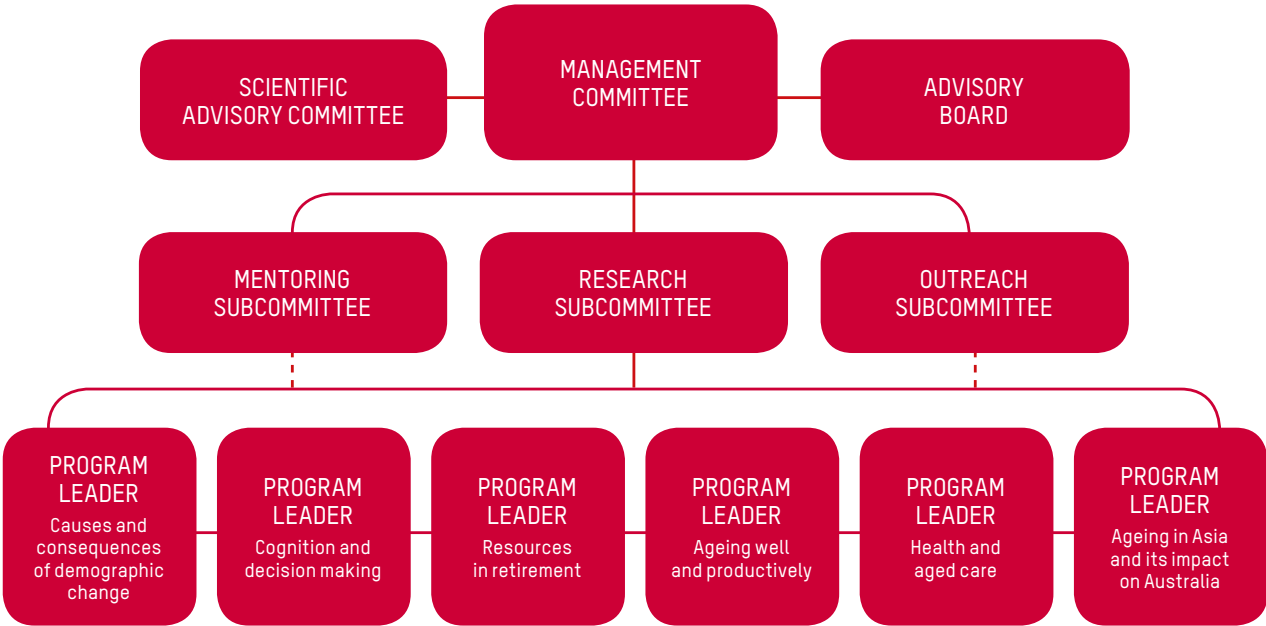 SCIENTIFIC
ADVISORY COMMITTEE
MANAGEMENT
COMMITTEE
ADVISORY
BOARD
MENTORING
SUBCOMMITTEE
RESEARCH
SUBCOMMITTEE
OUTREACH
SUBCOMMITTEE
PROGRAM
LEADER
Causes and
consequences
of demographic
change
PROGRAM
LEADER
Cognition and
decision making
PROGRAM
LEADER
Resources
in retirement
PROGRAM
LEADER
Ageing well
and productively
PROGRAM
LEADER
Health and
aged care
PROGRAM
LEADER
Ageing in Asia
and its impact
on Australia